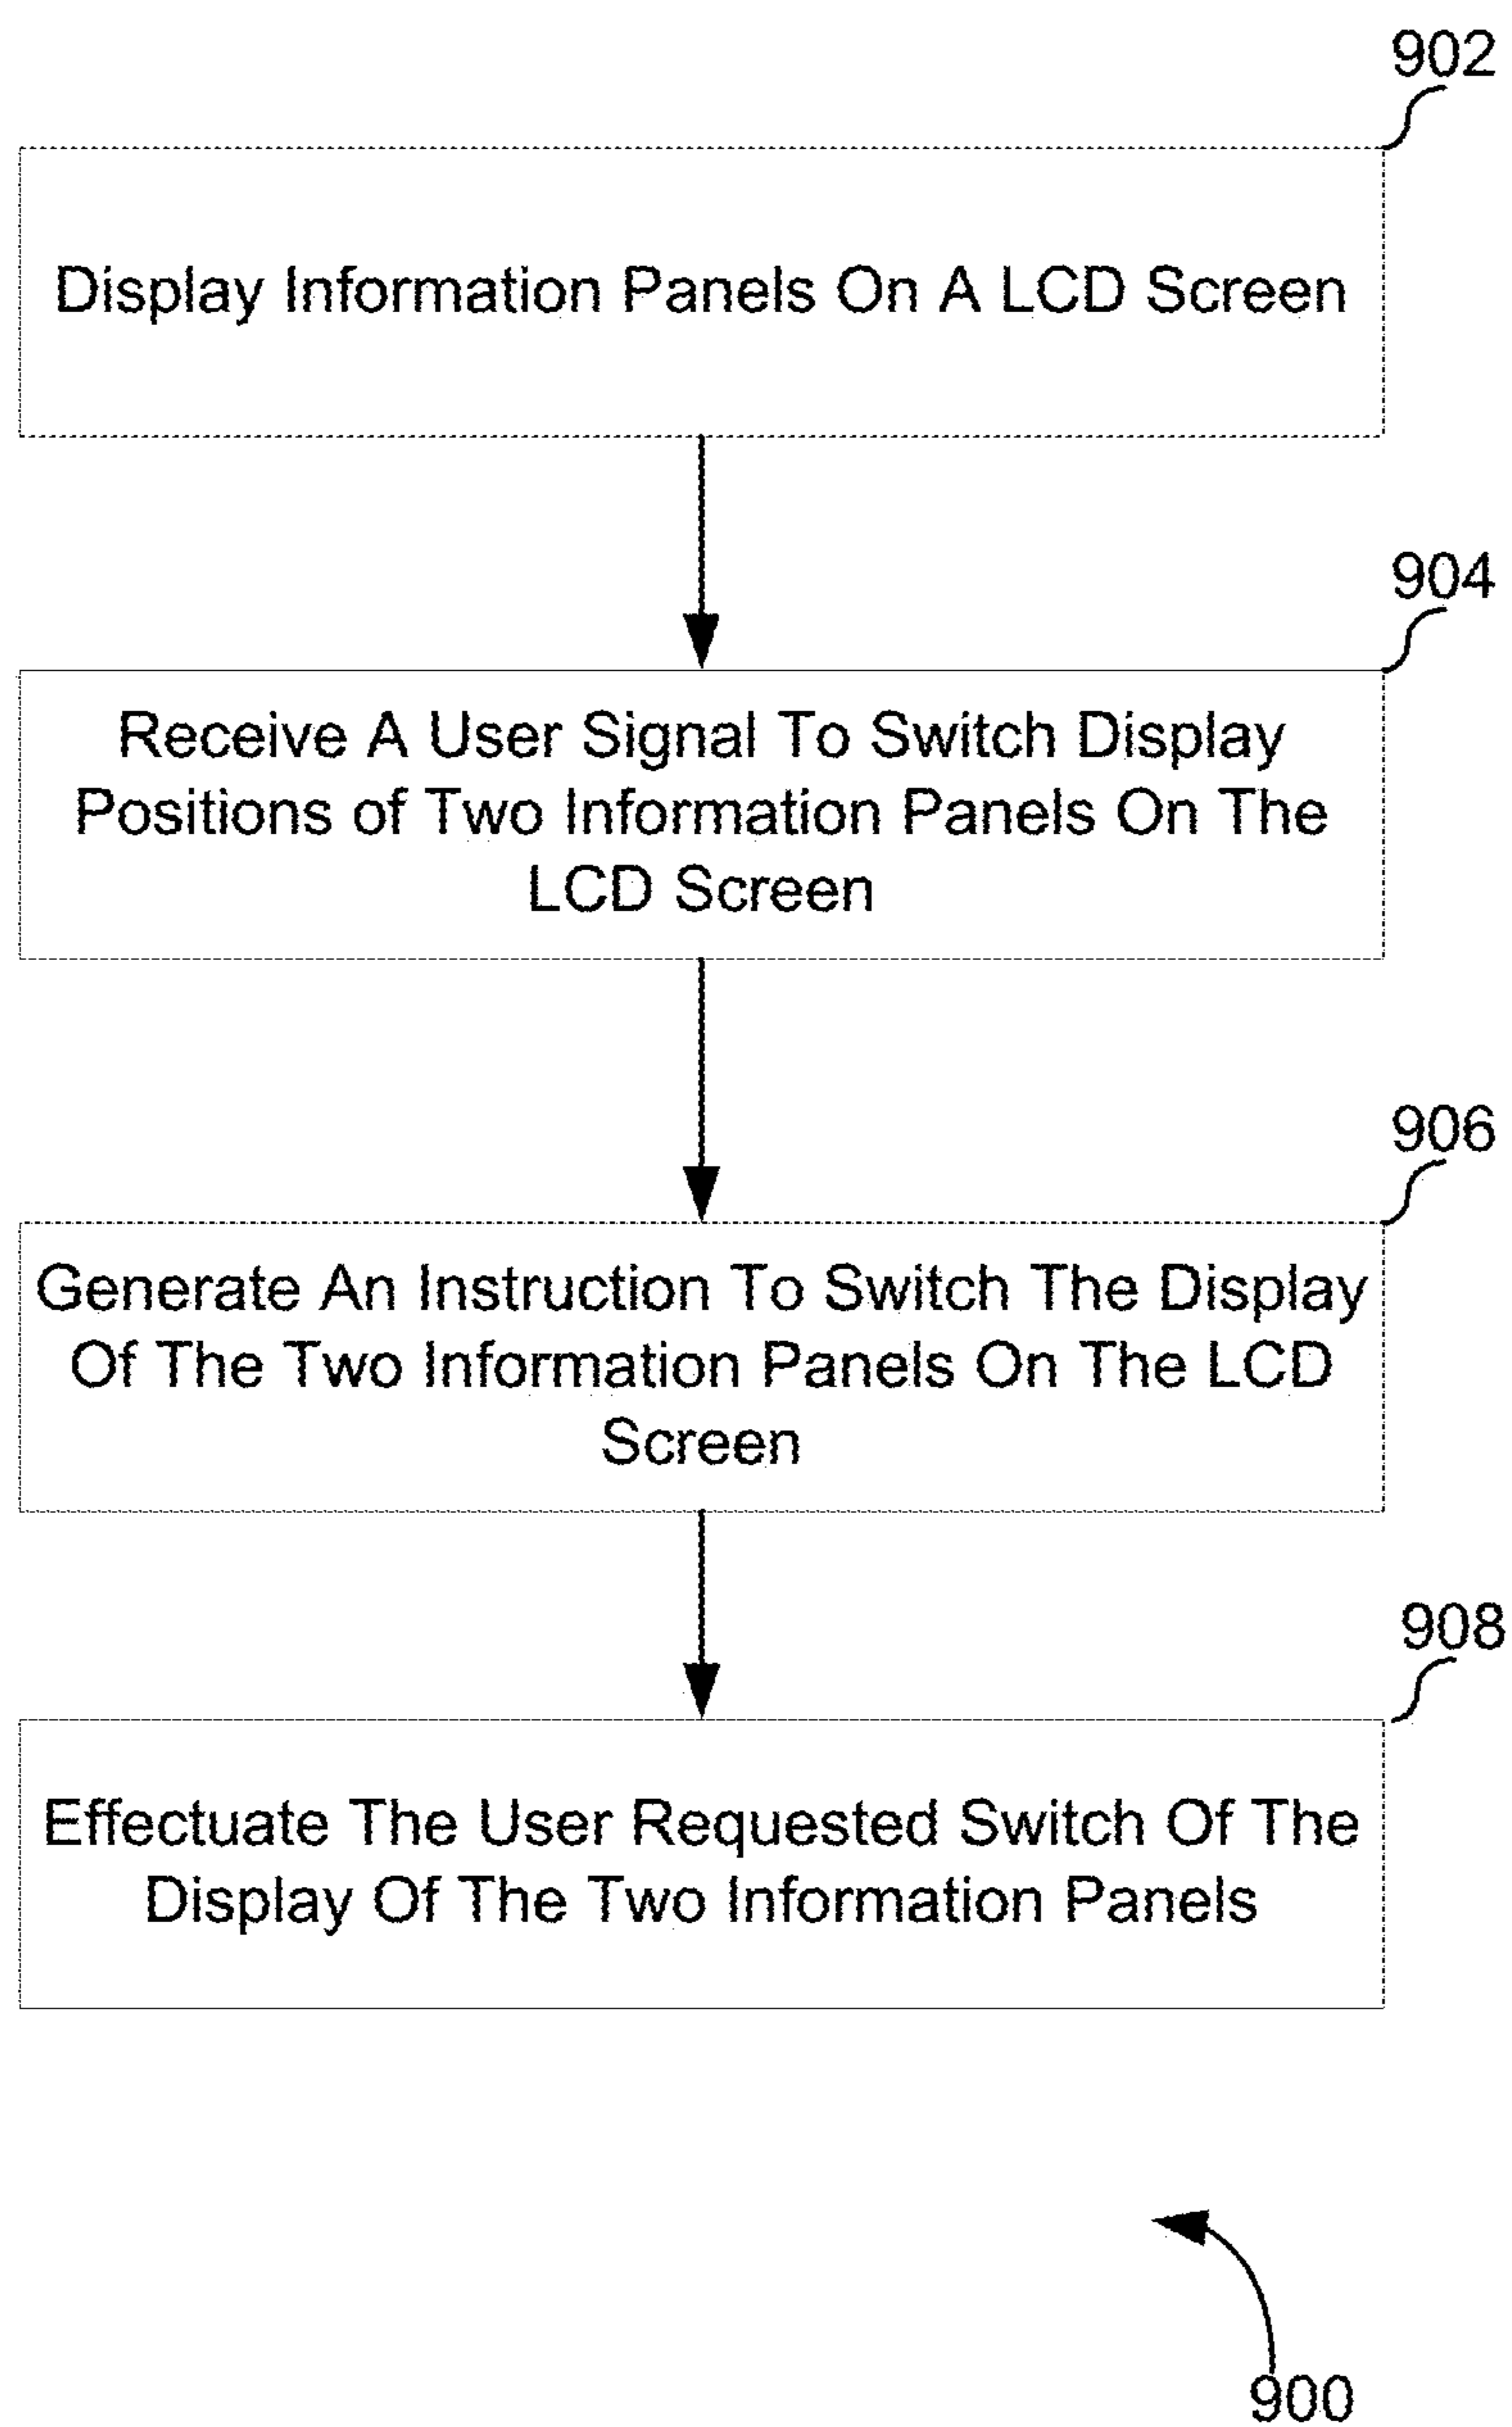 902
Display Information Panels On A LCD Screen
904
Receive A User Signal To Switch Display
Positions of Two Information Panels On The
LCD Screen
906
Generate An Instruction To Switch The Display
Of The Two Information Panels On The LCD
Screen
908
Effectuate The User Requested Switch Of The
Display Of The Two Information Panels
900